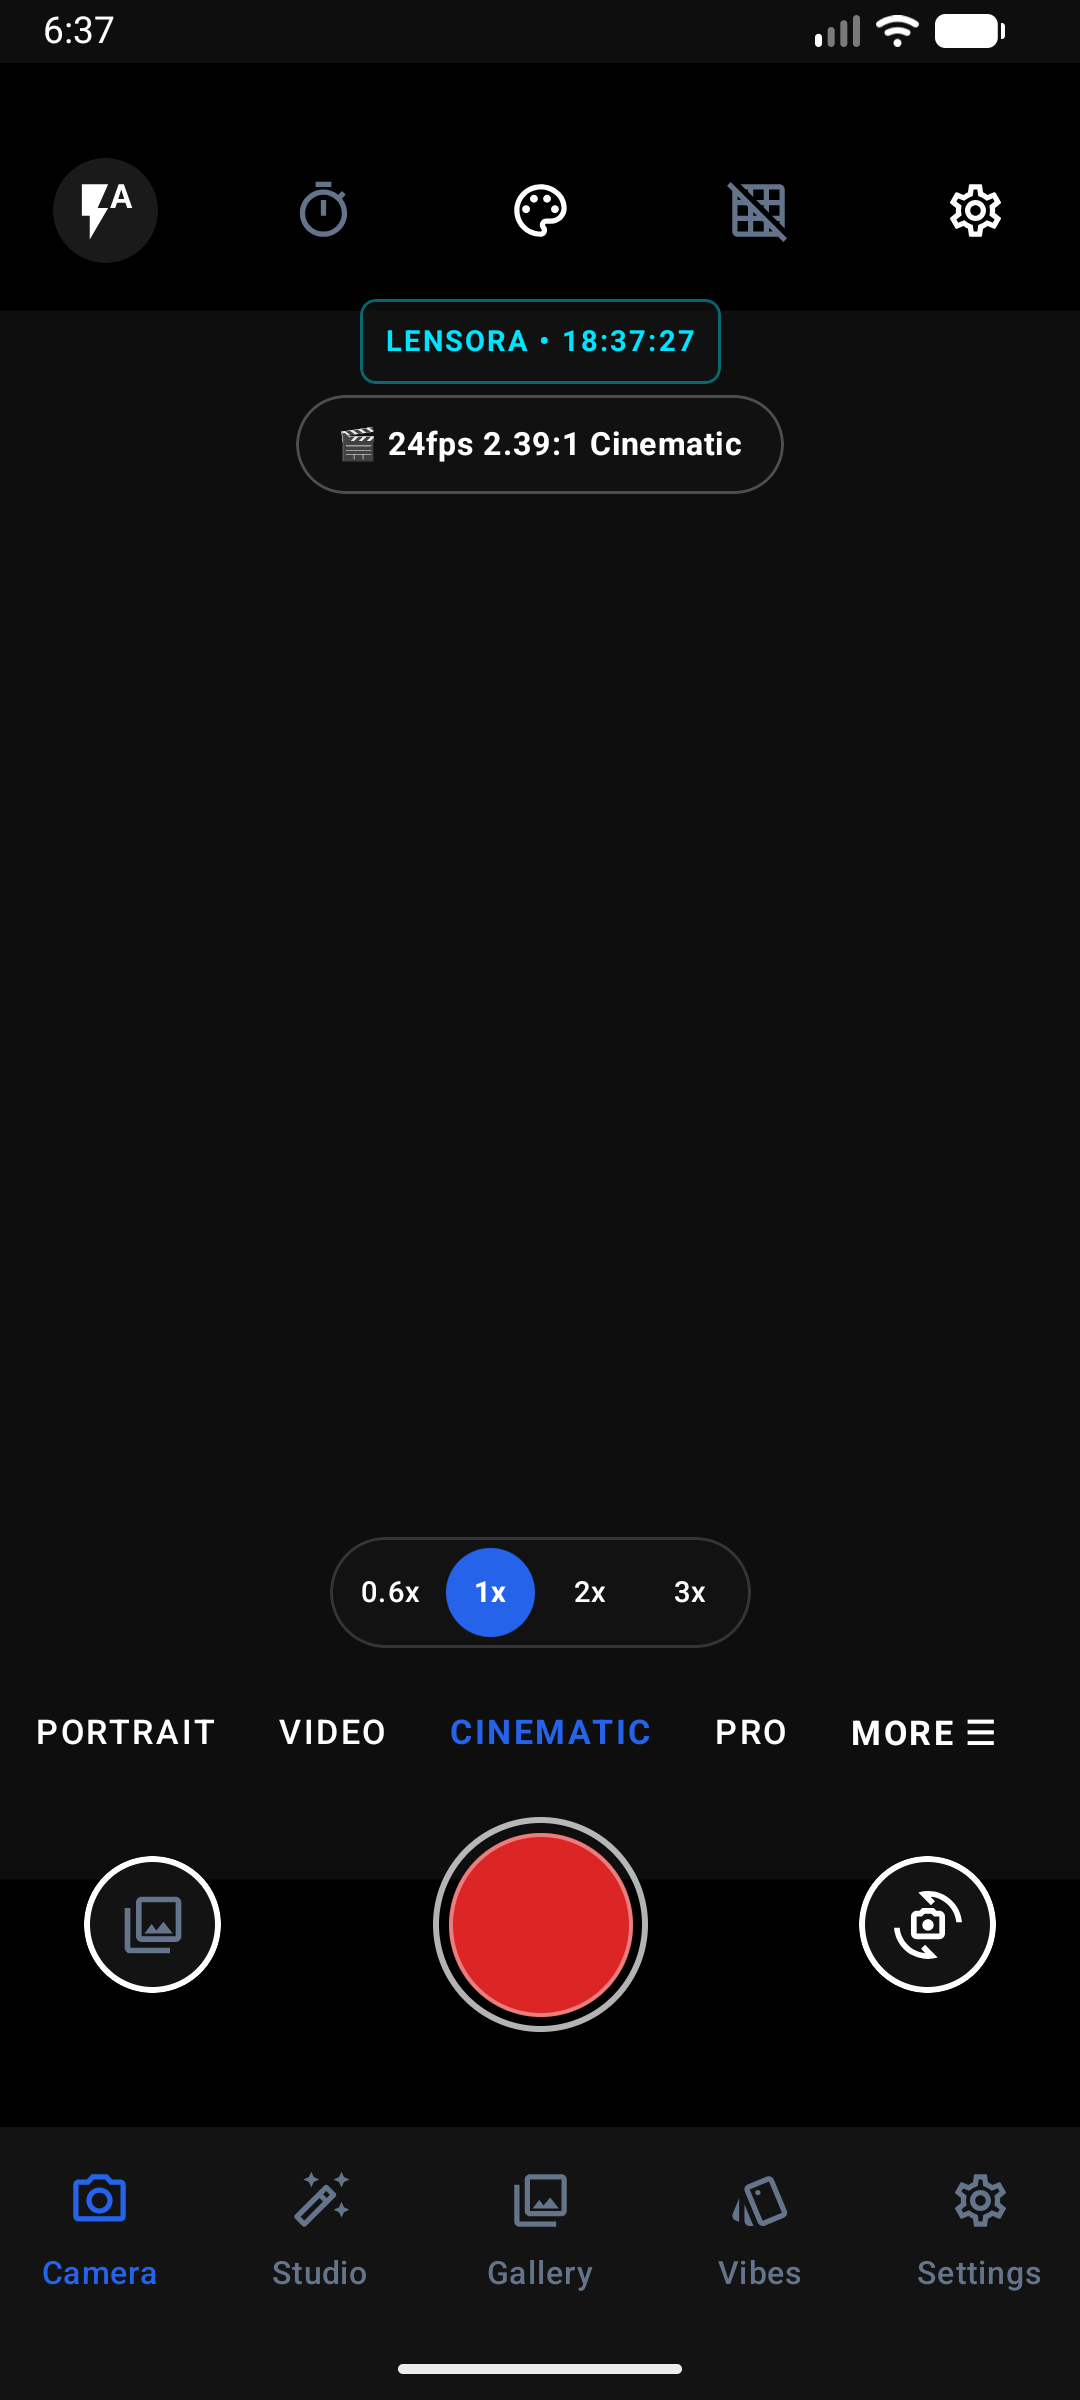 6:37
A
LENSORA • 18:37:27
🎬 24fps 2.39:1 Cinematic
0.6x 1x 2x 3x
PORTRAIT VIDEO CINEMATIC PRO MORE ☰
Camera Studio Gallery Vibes Settings